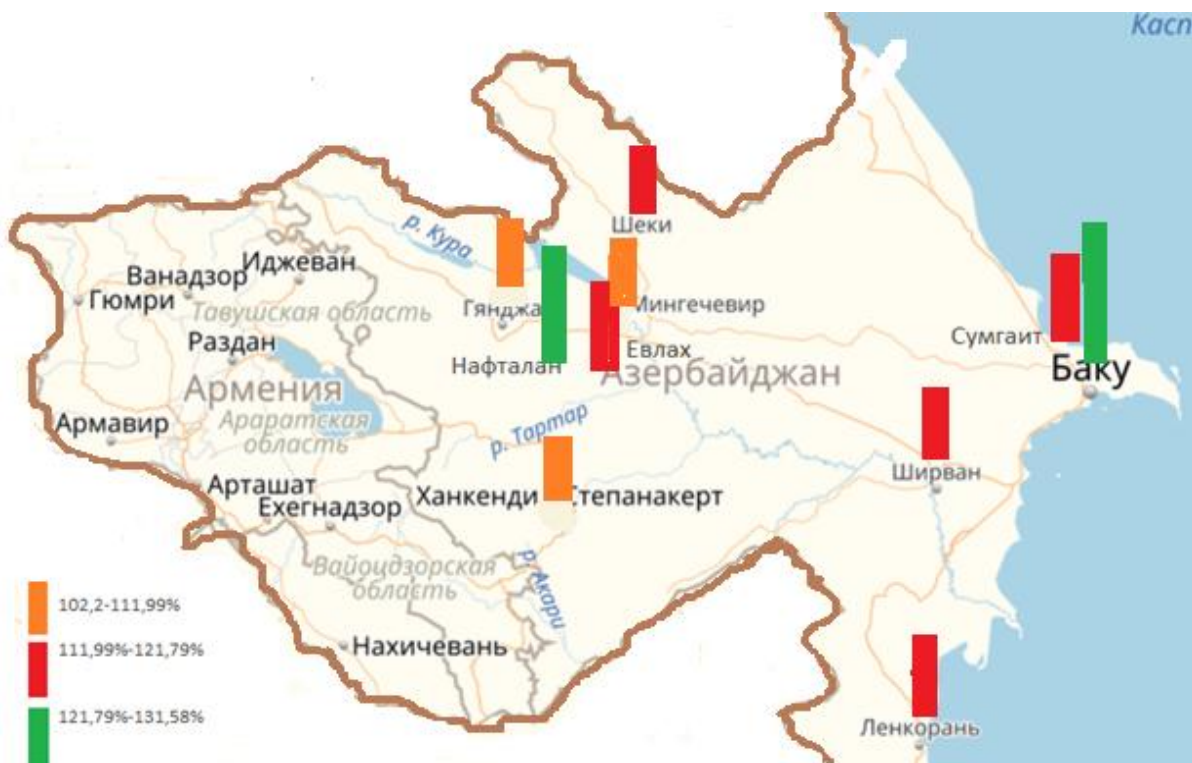 Касп
Шеки
р. Кура
Иджеван
Ванадзор
Гюмри
Тавушская область
Гянджа
Мингечевир
Сумгаит
Раздан
Нафталан
Евлах
Баку
Армения
Азербайджан
Армавир
Араратская
область
р. Тартар
Ширван
Арташат
Ханкенди
Степанакерт
Ехегнадзор
Вайоцдзорская
область
р. Акари
102,2-111,99%
111,99%-121,79%
Нахичевань
121,79%-131,58%
Ленкорань